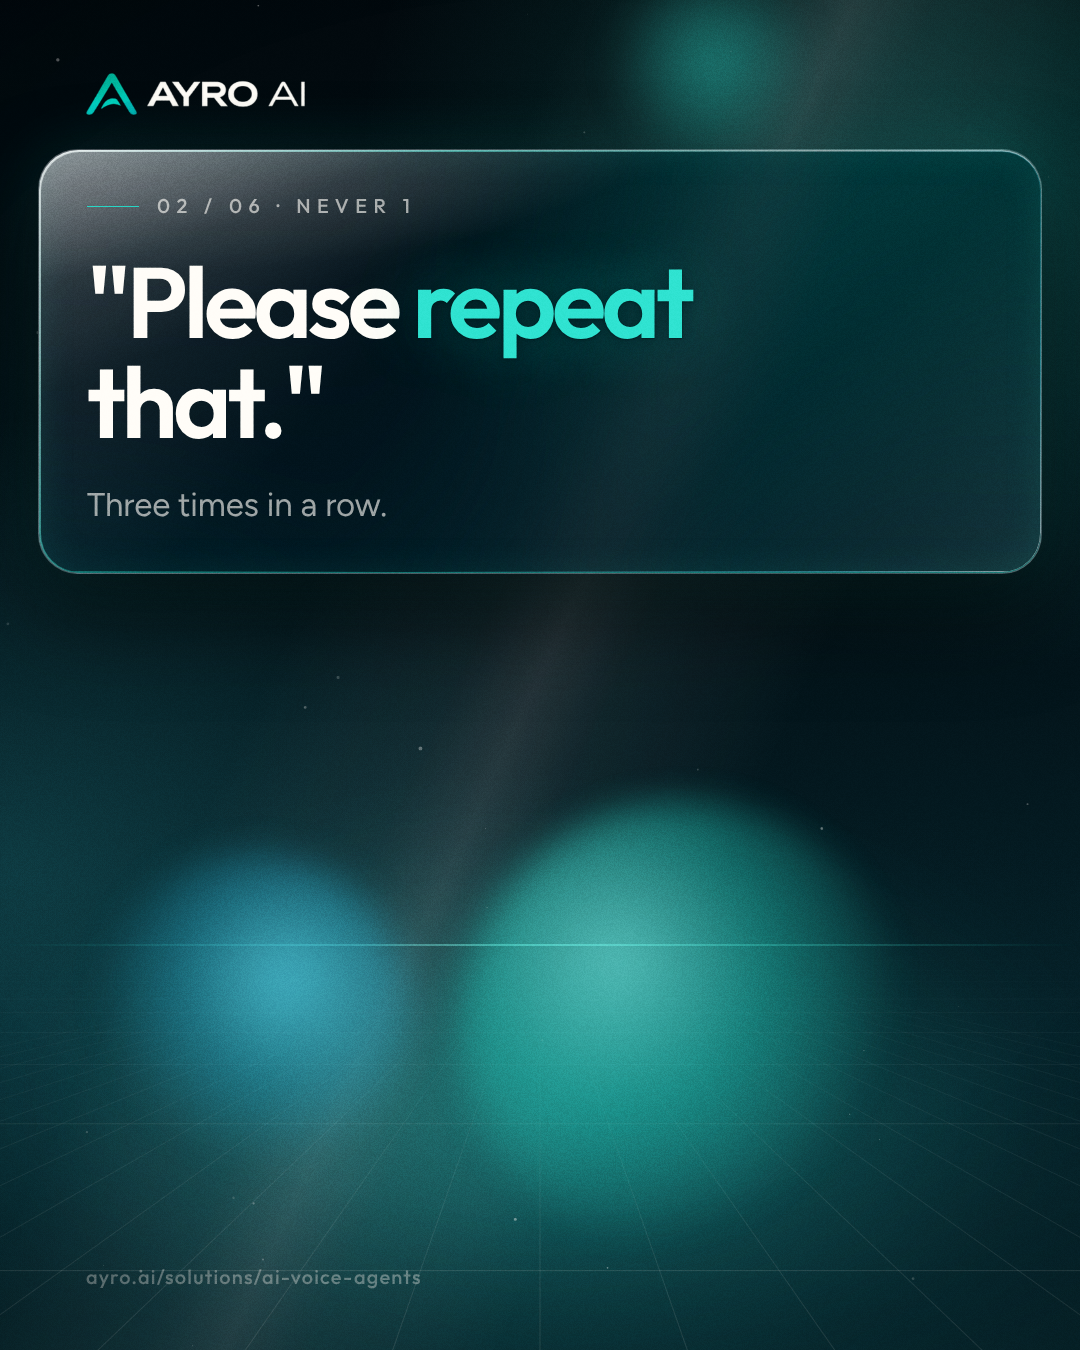 AYRO AI
02 / 06 · NEVER 1
"Please repeat
that."
Three times in a row.
ayro.ai/solutions/ai-voice-agents